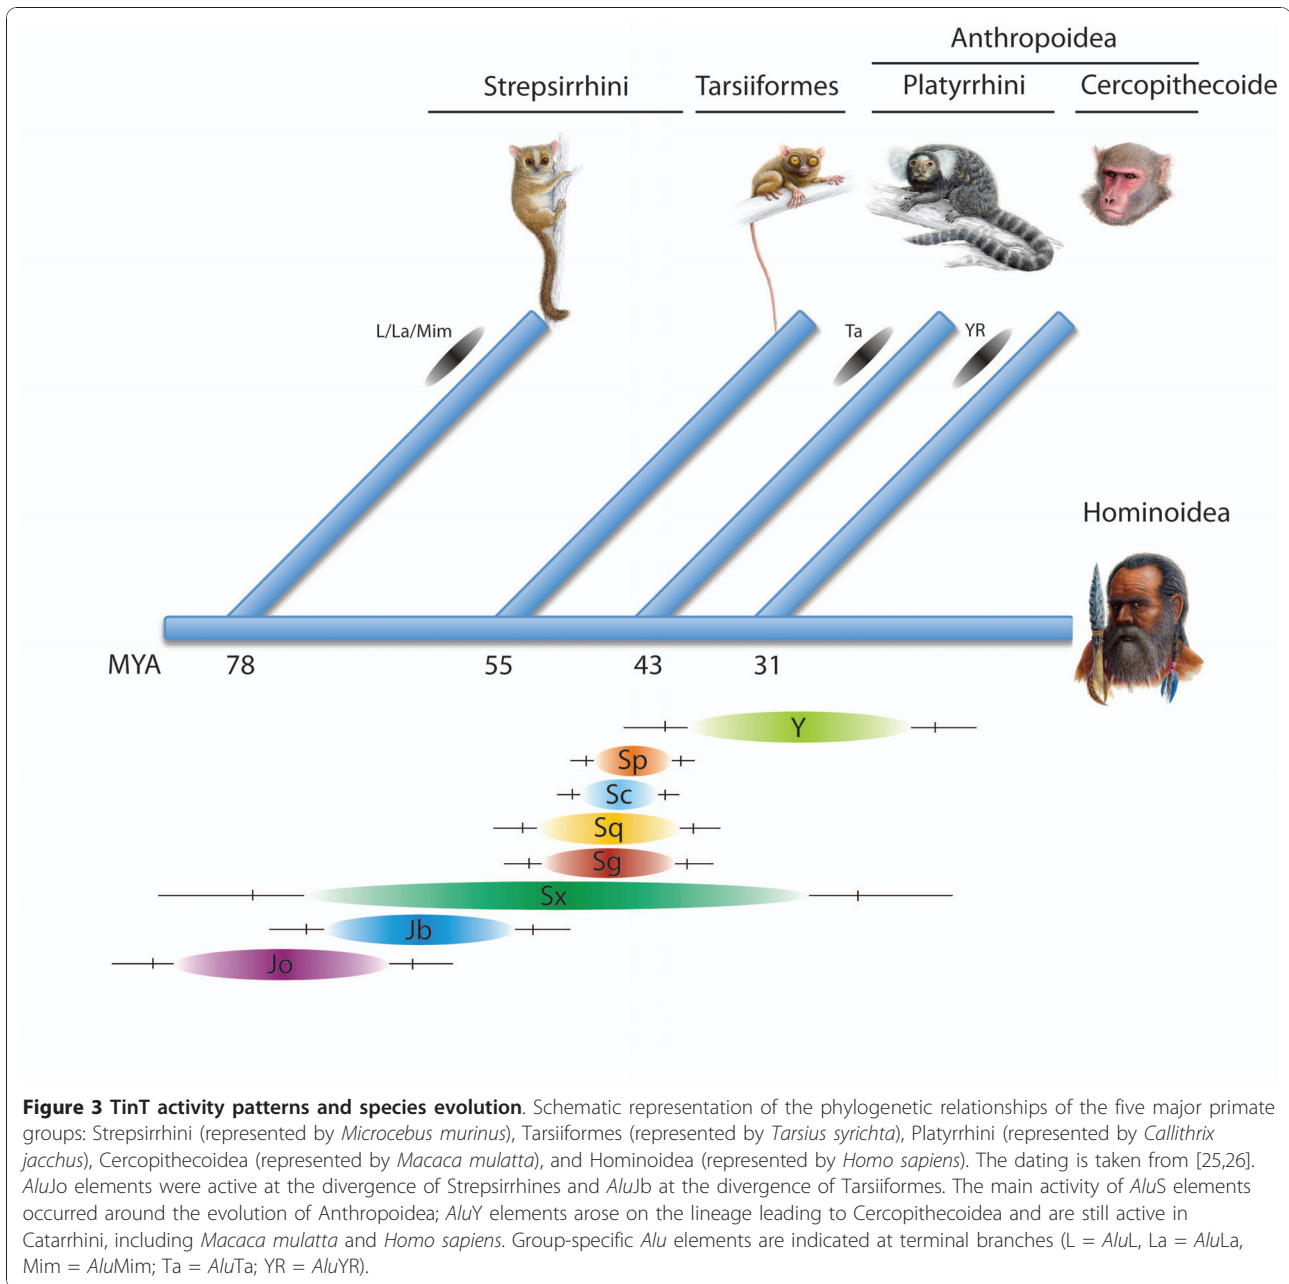 Anthropoidea
Strepsirrhini Tarsiiformes Platyrrhini Cercopithecoide
L/La/Mim Ta YR
Hominoidea
MYA 78 55 43 31
Y
Sp
Sc
Sq
Sg
Sx
Jb
Jo
Figure 3 TinT activity patterns and species evolution. Schematic representation of the phylogenetic relationships of the five major primate
groups: Strepsirrhini (represented by Microcebus murinus), Tarsiiformes (represented by Tarsius syrichta), Platyrrhini (represented by Callithrix
jacchus), Cercopithecoidea (represented by Macaca mulatta), and Hominoidea (represented by Homo sapiens). The dating is taken from [25,26].
AluJo elements were active at the divergence of Strepsirrhines and AluJb at the divergence of Tarsiiformes. The main activity of AluS elements
occurred around the evolution of Anthropoidea; AluY elements arose on the lineage leading to Cercopithecoidea and are still active in
Catarrhini, including Macaca mulatta and Homo sapiens. Group-specific Alu elements are indicated at terminal branches (L = AluL, La = AluLa,
Mim = AluMim; Ta = AluTa; YR = AluYR).